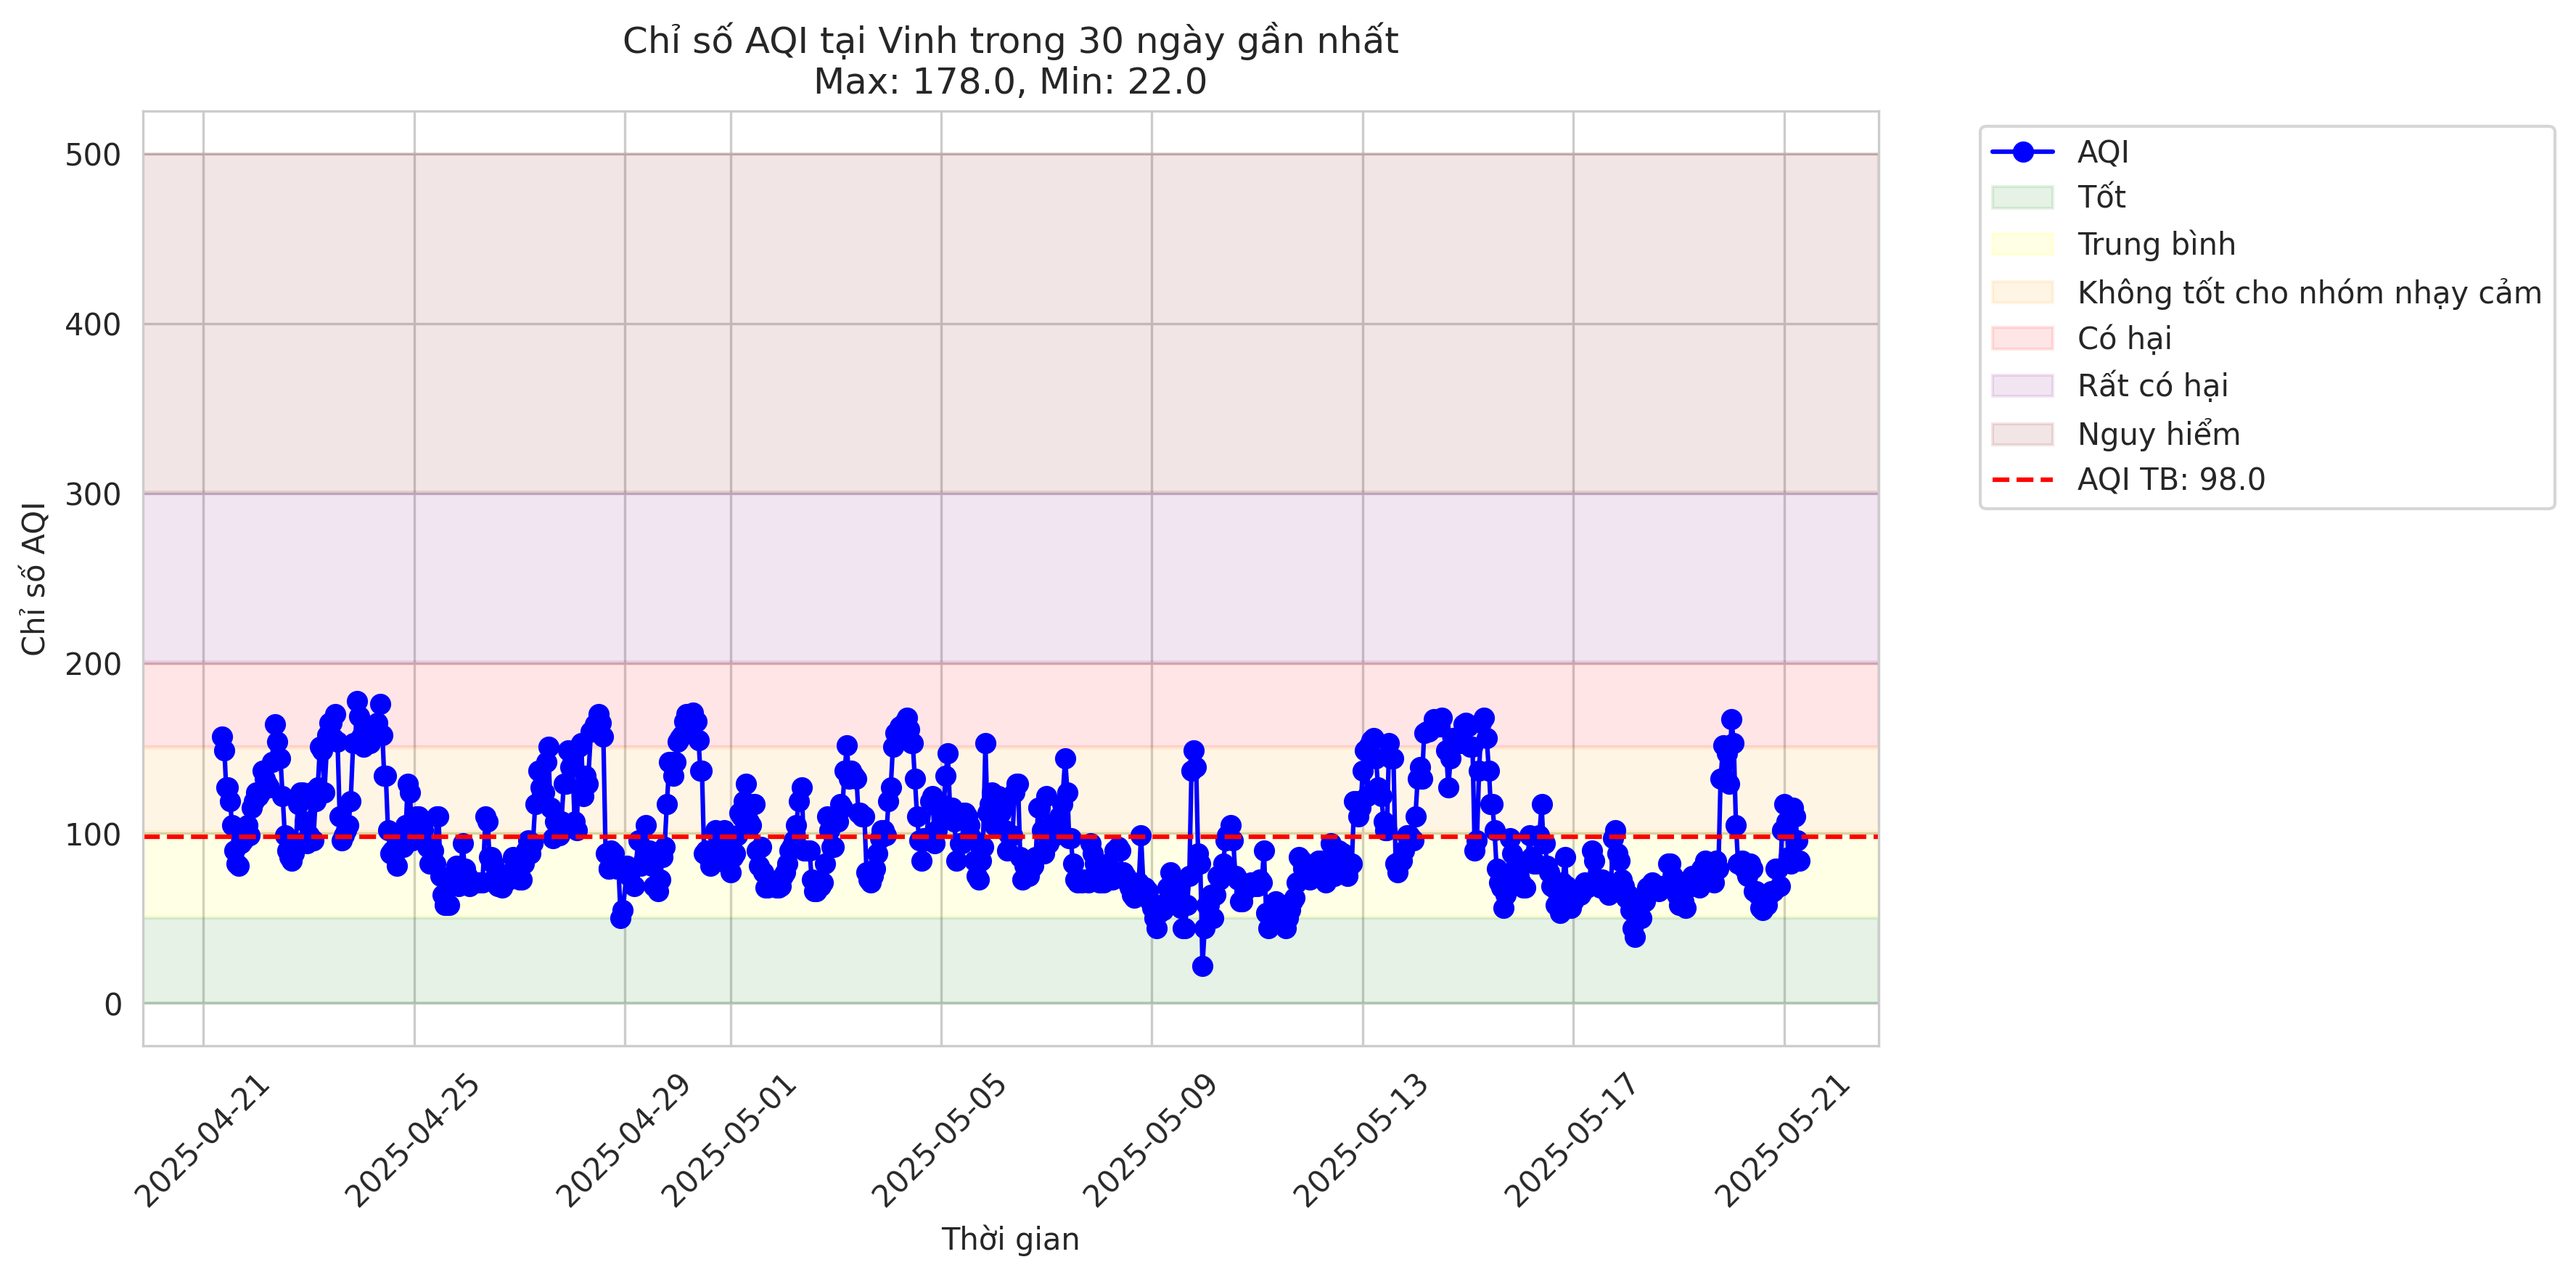 Chỉ số AQI tại Vinh trong 30 ngày gần nhất
Max: 178.0, Min: 22.0
Chỉ số AQI
500
400
300
200
100
0
2025-04-21
2025-04-25
2025-04-29
2025-05-01
2025-05-05
2025-05-09
2025-05-13
2025-05-17
2025-05-21
Thời gian
AQI
Tốt
Trung bình
Không tốt cho nhóm nhạy cảm
Có hại
Rất có hại
Nguy hiểm
AQI TB: 98.0